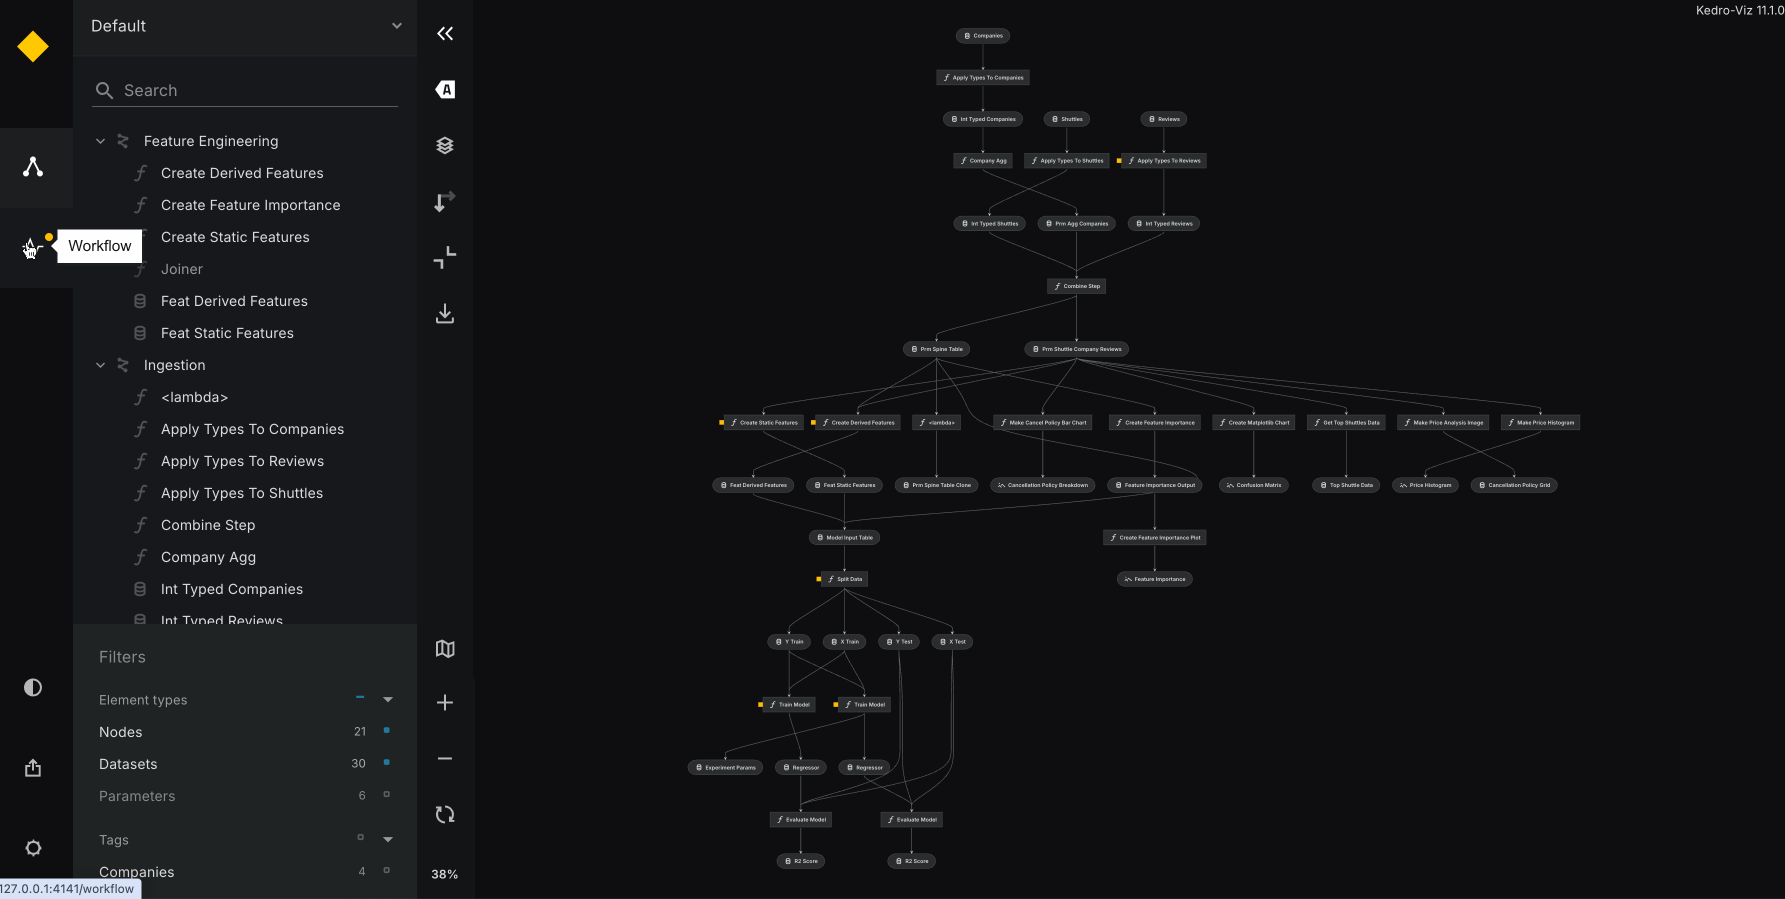 Default
Search
Feature Engineering
Create Derived Features
Create Feature Importance
Create Static Features
Joiner
Feat Derived Features
Feat Static Features
Ingestion
<lambda>
Apply Types To Companies
Apply Types To Reviews
Apply Types To Shuttles
Combine Step
Company Agg
Int Typed Companies
Int Typed Reviews
Workflow
Filters
Element types
Nodes 21
Datasets 30
Parameters 6
Tags
Companies 4
127.0.0.1:4141/workflow
A
38%
Kedro-Viz 11.1.0
Companies
Apply Types To Companies
Int Typed Companies
Shuttles
Reviews
Company Agg
Apply Types To Shuttles
Apply Types To Reviews
Int Typed Shuttles
Prm Agg Companies
Int Typed Reviews
Combine Step
Prm Spine Table
Prm Shuttle Company Reviews
Create Static Features
Create Derived Features
<lambda>
Make Cancel Policy Bar Chart
Create Feature Importance
Create Matplotlib Chart
Get Top Shuttles Data
Make Price Analysis Image
Make Price Histogram
Feat Derived Features
Feat Static Features
Prm Spine Table Clone
Cancellation Policy Breakdown
Feature Importance Output
Confusion Matrix
Top Shuttle Data
Price Histogram
Cancellation Policy Grid
Model Input Table
Create Feature Importance Plot
Split Data
Feature Importance
Y Train
X Train
Y Test
X Test
Train Model
Train Model
Experiment Params
Regressor
Regressor
Evaluate Model
Evaluate Model
R2 Score
R2 Score